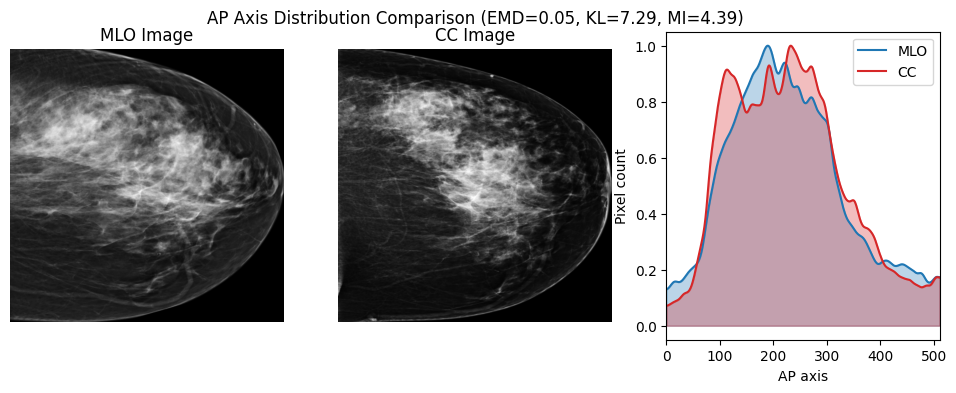 AP Axis Distribution Comparison (EMD=0.05, KL=7.29, MI=4.39)
MLO Image
CC Image
MLO
CC
Pixel count
1.0
0.8
0.6
0.4
0.2
0.0
0 100 200 300 400 500
AP axis